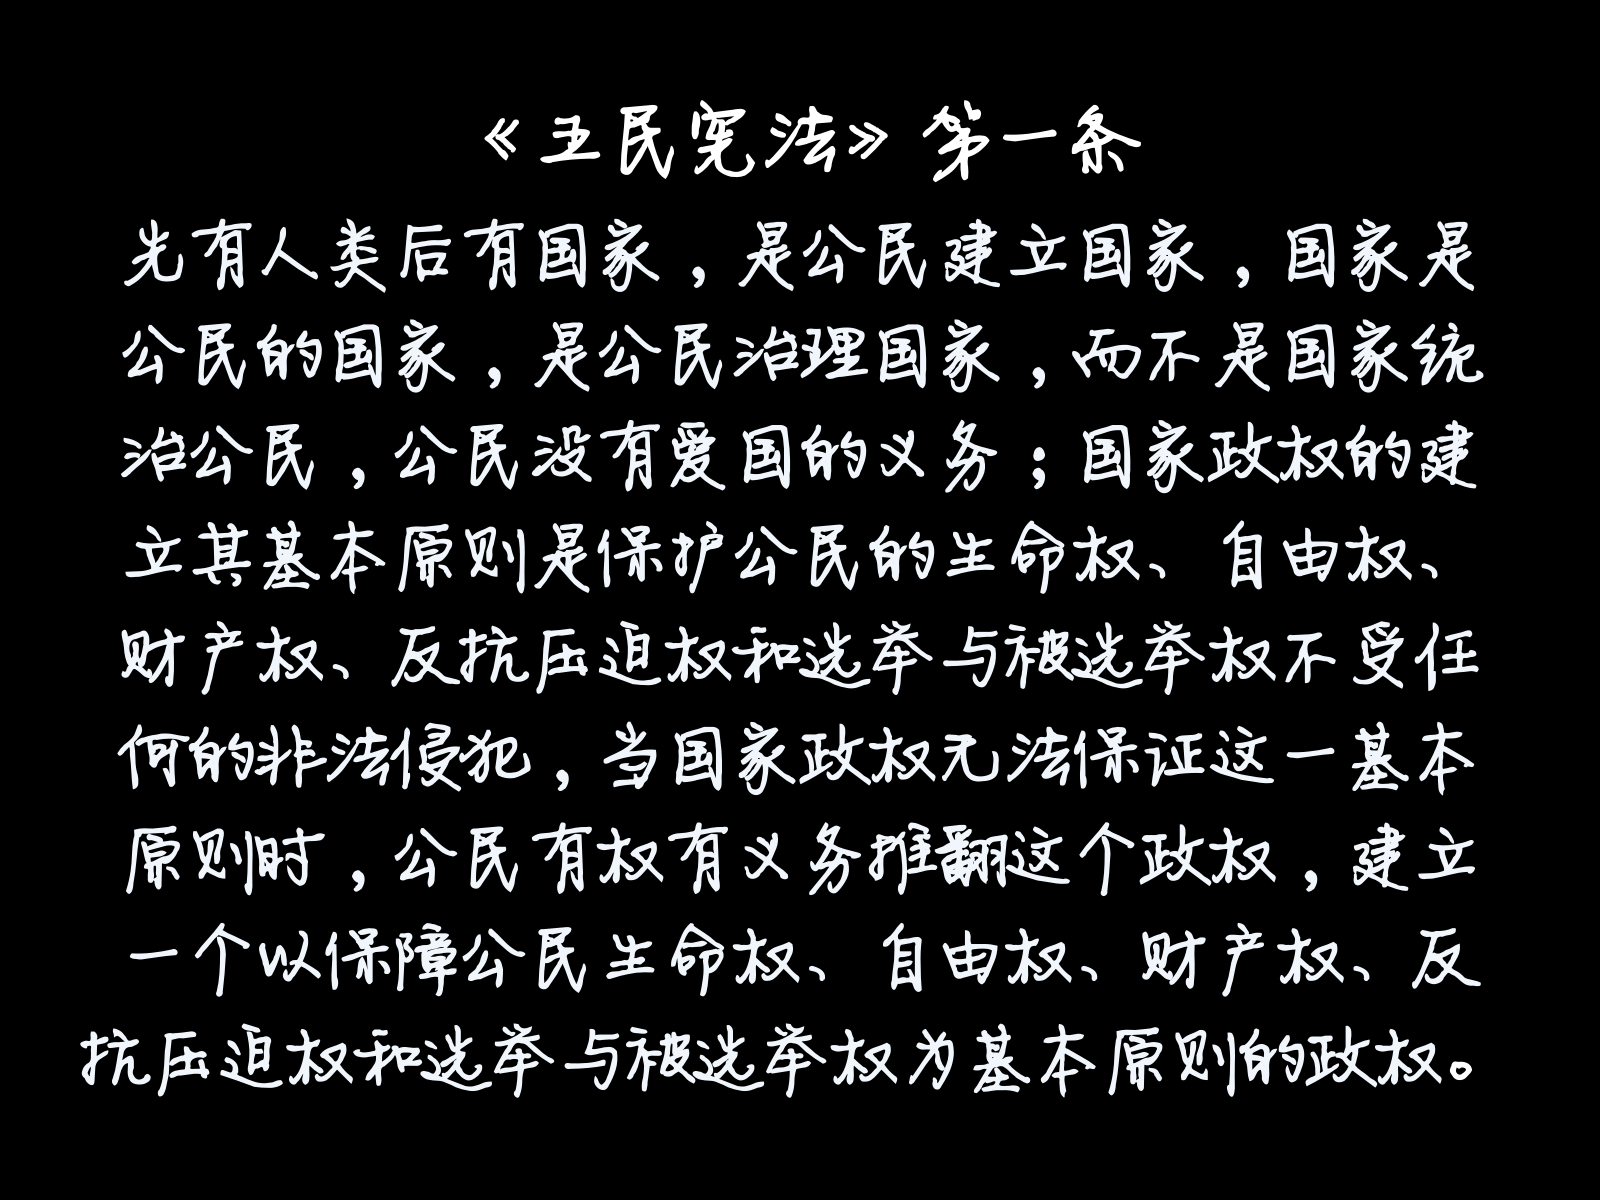 《王民宪法》第一条
先有人类后有国家，是公民建立国家，国家是
公民的国家，是公民治理国家，而不是国家统
治公民，公民没有爱国的义务；国家政权的建
立其基本原则是保护公民的生命权、自由权、
财产权、反抗压迫权和选举与被选举权不受任
何的非法侵犯，当国家政权无法保证这一基本
原则时，公民有权有义务推翻这个政权，建立
一个以保障公民生命权、自由权、财产权、反
抗压迫权和选举与被选举权为基本原则的政权。